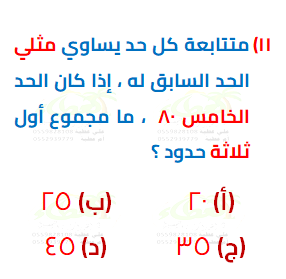 ١١) متتابعة كل حد يساوي مثلي
الحد السابق له ، إذا كان الحد
الخامس ٨٠ ، ما مجموع أول
ثلاثة حدود ؟
(أ) ٢٠ (ب) ٢٥
(ج) ٣٥ (د) ٤٥